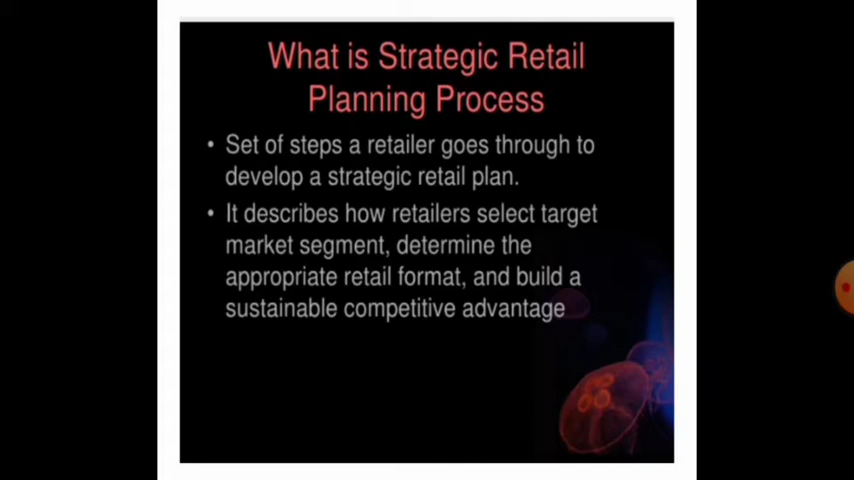 What is Strategic Retail
Planning Process
• Set of steps a retailer goes through to
develop a strategic retail plan.
• It describes how retailers select target
market segment, determine the
appropriate retail format, and build a
sustainable competitive advantage